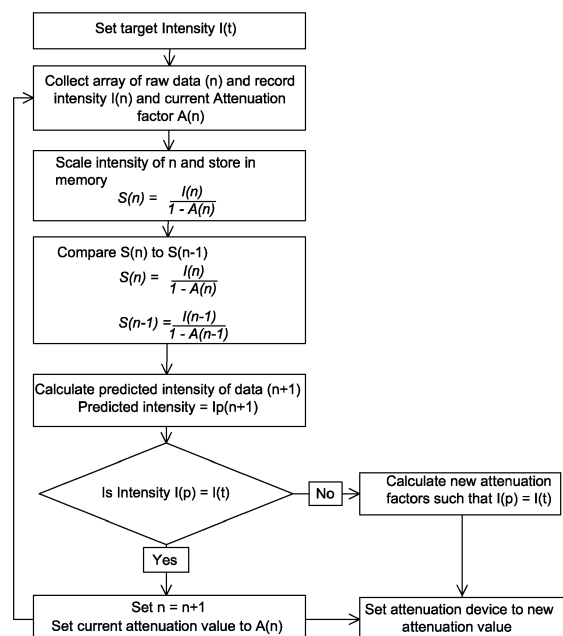 Set target Intensity I(t)
Collect array of raw data (n) and record
intensity I(n) and current Attenuation
factor A(n)
Scale intensity of n and store in
memory
S(n) = I(n)
1 - A(n)
Compare S(n) to S(n-1)
S(n) = I(n)
1 - A(n)
S(n-1) = I(n-1)
1 - A(n-1)
Calculate predicted intensity of data (n+1)
Predicted intensity = Ip(n+1)
Is Intensity I(p) = I(t)
No
Calculate new attenuation
factors such that I(p) = I(t)
Yes
Set n = n+1
Set current attenuation value to A(n)
Set attenuation device to new
attenuation value